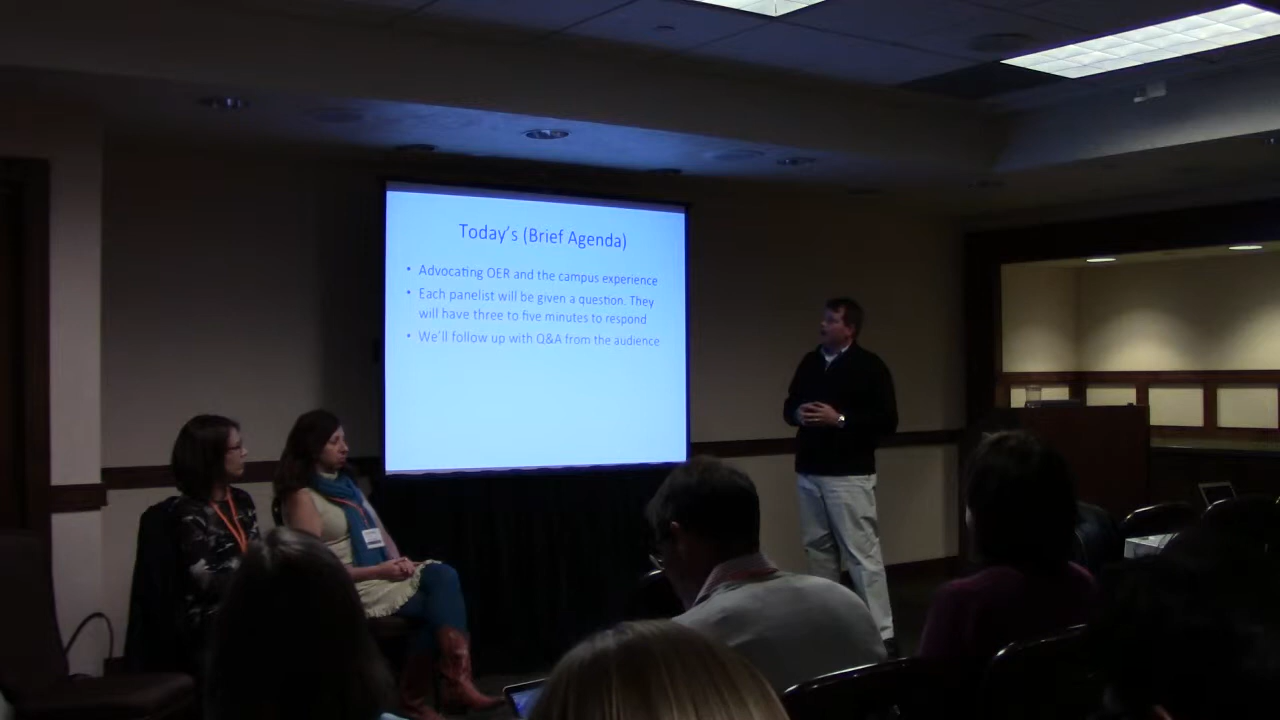 Today's (Brief Agenda)
• Advocating OER and the campus experience
• Each panelist will be given a question. They
will have three to five minutes to respond
• We'll follow up with Q&A from the audience